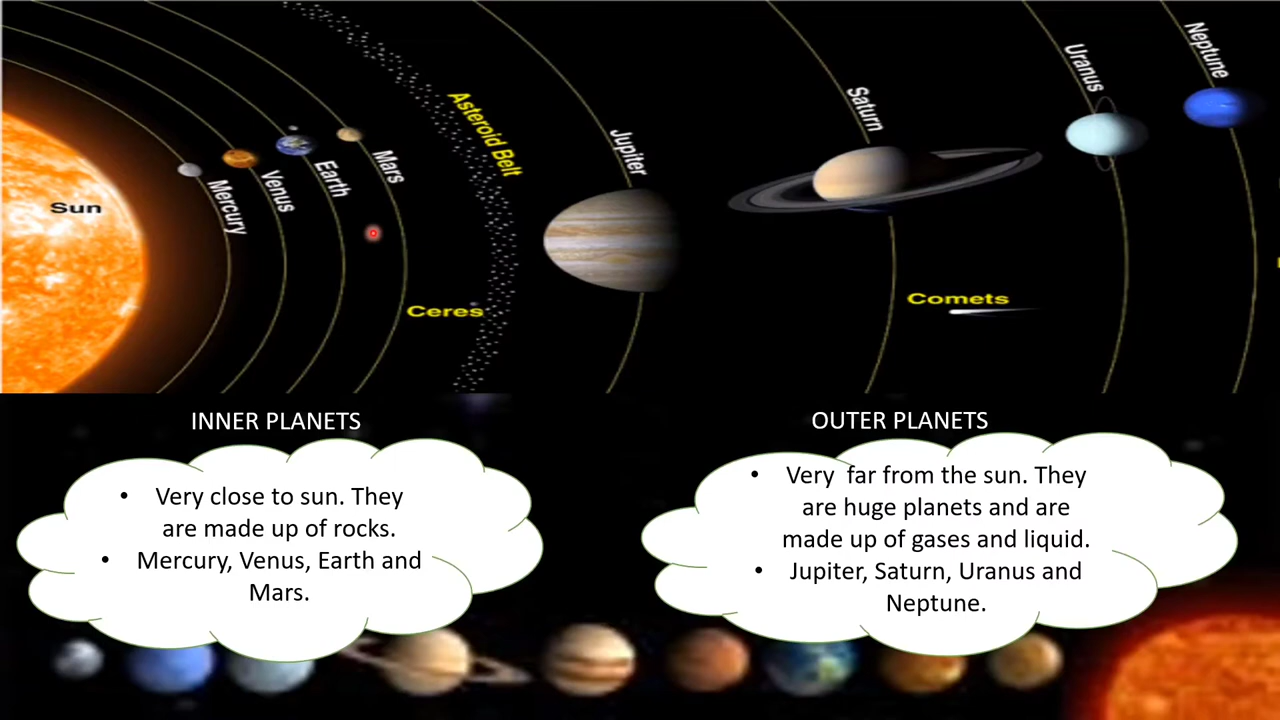 Sun
Mercury
Venus
Earth
Mars
Asteroid Belt
Ceres
Jupiter
Saturn
Comets
Uranus
Neptune
INNER PLANETS
• Very close to sun. They
are made up of rocks.
• Mercury, Venus, Earth and
Mars.
OUTER PLANETS
• Very far from the sun. They
are huge planets and are
made up of gases and liquid.
• Jupiter, Saturn, Uranus and
Neptune.